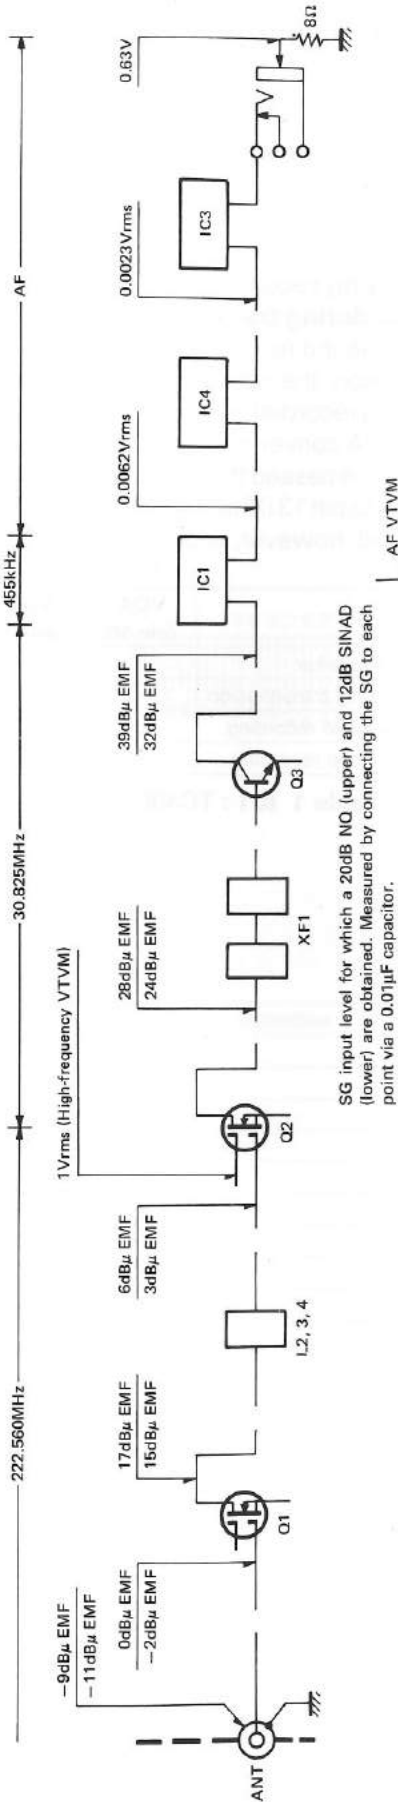 222.560MHz
30.825MHz
455kHz
AF
−9dBμ EMF
−11dBμ EMF
0dBμ EMF
−2dBμ EMF
17dBμ EMF
15dBμ EMF
6dBμ EMF
3dBμ EMF
1Vrms (High-frequency VTVM)
28dBμ EMF
24dBμ EMF
39dBμ EMF
32dBμ EMF
0.0062Vrms
0.0023Vrms
0.63V
8Ω
ANT
Q1
L2, 3, 4
Q2
XF1
Q3
IC1
IC4
IC3
V
SG input level for which a 20dB NQ (upper) and 12dB SINAD
(lower) are obtained. Measured by connecting the SG to each
point via a 0.01μF capacitor.
AF VTVM